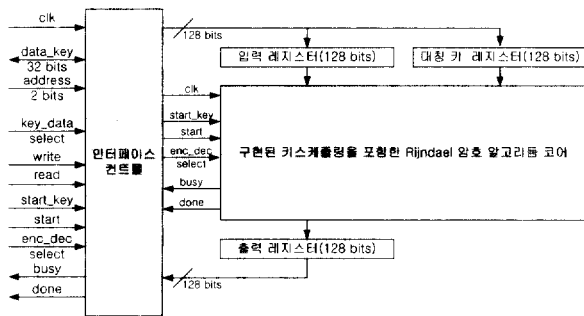 clk
data_key
32 bits
address
2 bits
key_data
select
write
read
start_key
start
enc_dec
select
busy
done
인터페이스
컨트롤
128 bits
입력 레지스터(128 bits)
대칭 키 레지스터(128 bits)
clk
start_key
start
enc_dec
select
busy
done
구현된 키스케쥴링을 포함한 Rijndael 암호 알고리듬 코어
출력 레지스터(128 bits)
128 bits